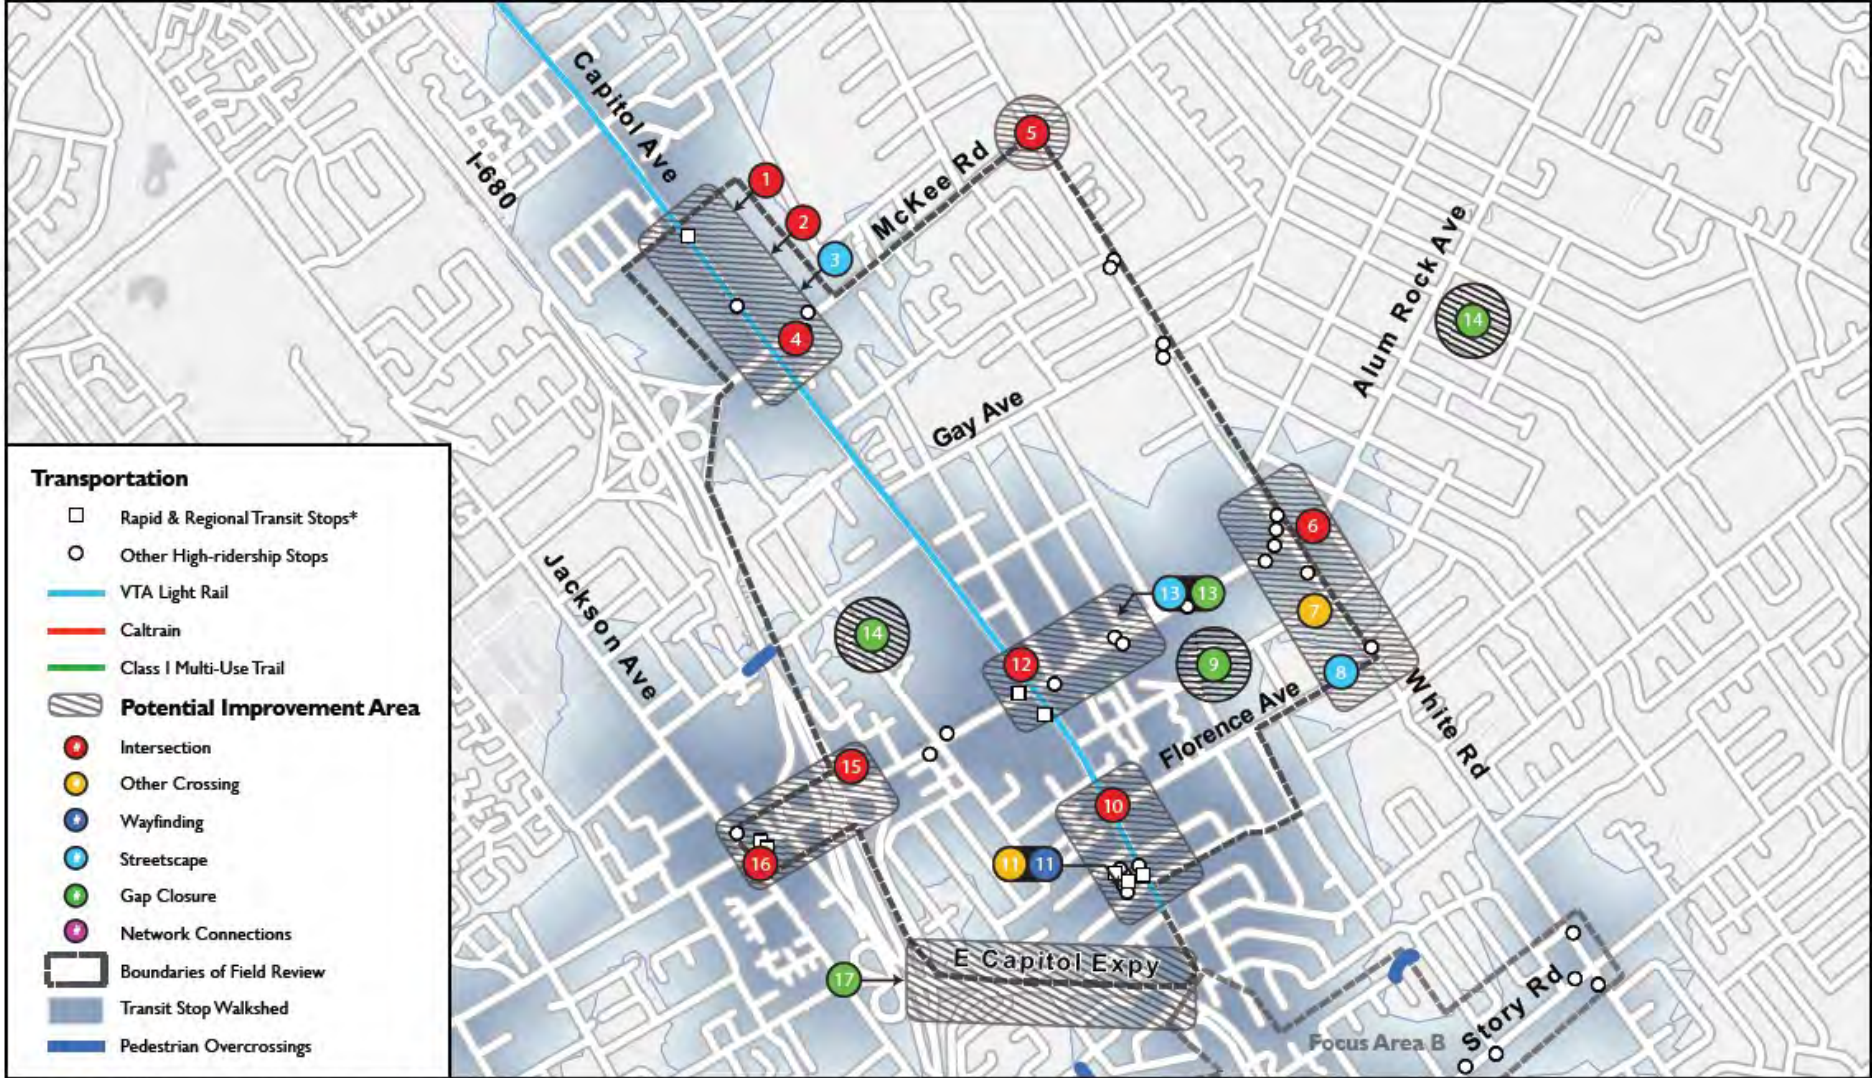 Capitol Ave
I-680
1
2
3
McKee Rd
5
4
Alum Rock Ave
14
Gay Ave
6
7
8
13 13
12
9
14
Jackson Ave
Florence Ave
White Rd
15
16
10
11 11
17
E Capitol Expy
Story Rd
Focus Area B
Transportation
Rapid & Regional Transit Stops*
Other High-ridership Stops
VTA Light Rail
Caltrain
Class I Multi-Use Trail
Potential Improvement Area
# Intersection
# Other Crossing
# Wayfinding
# Streetscape
# Gap Closure
# Network Connections
Boundaries of Field Review
Transit Stop Walkshed
Pedestrian Overcrossings